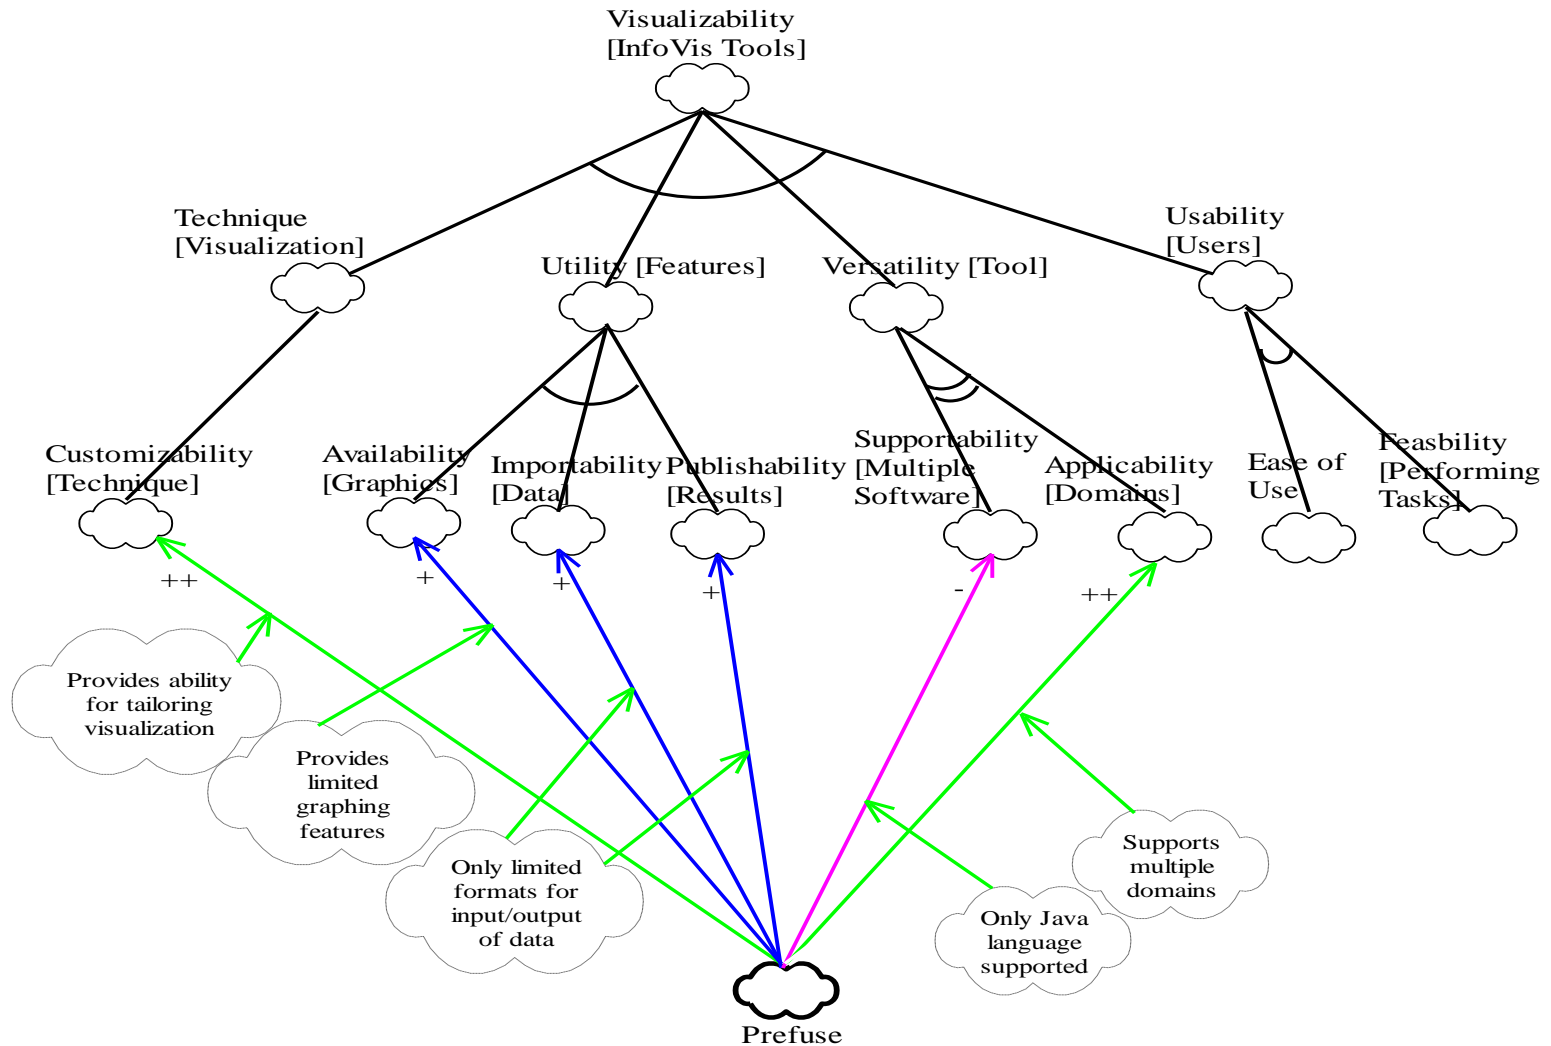 Visualizability
[InfoVis Tools]
Technique
[Visualization]
Utility [Features]
Versatility [Tool]
Usability
[Users]
Customizability
[Technique]
Availability
[Graphics]
Importability
[Data]
Publishability
[Results]
Supportability
[Multiple
Software]
Applicability
[Domains]
Ease of
Use
Feasbility
[Performing
Tasks]
++
+
+
+
-
++
Provides ability
for tailoring
visualization
Provides
limited
graphing
features
Only limited
formats for
input/output
of data
Only Java
language
supported
Supports
multiple
domains
Prefuse